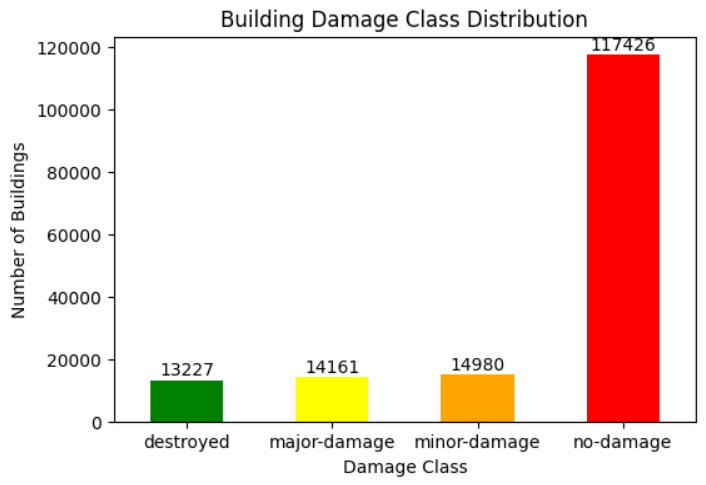 Building Damage Class Distribution
120000
100000
80000
60000
40000
20000
0
Number of Buildings
13227
14161
14980
117426
destroyed
major-damage
minor-damage
no-damage
Damage Class